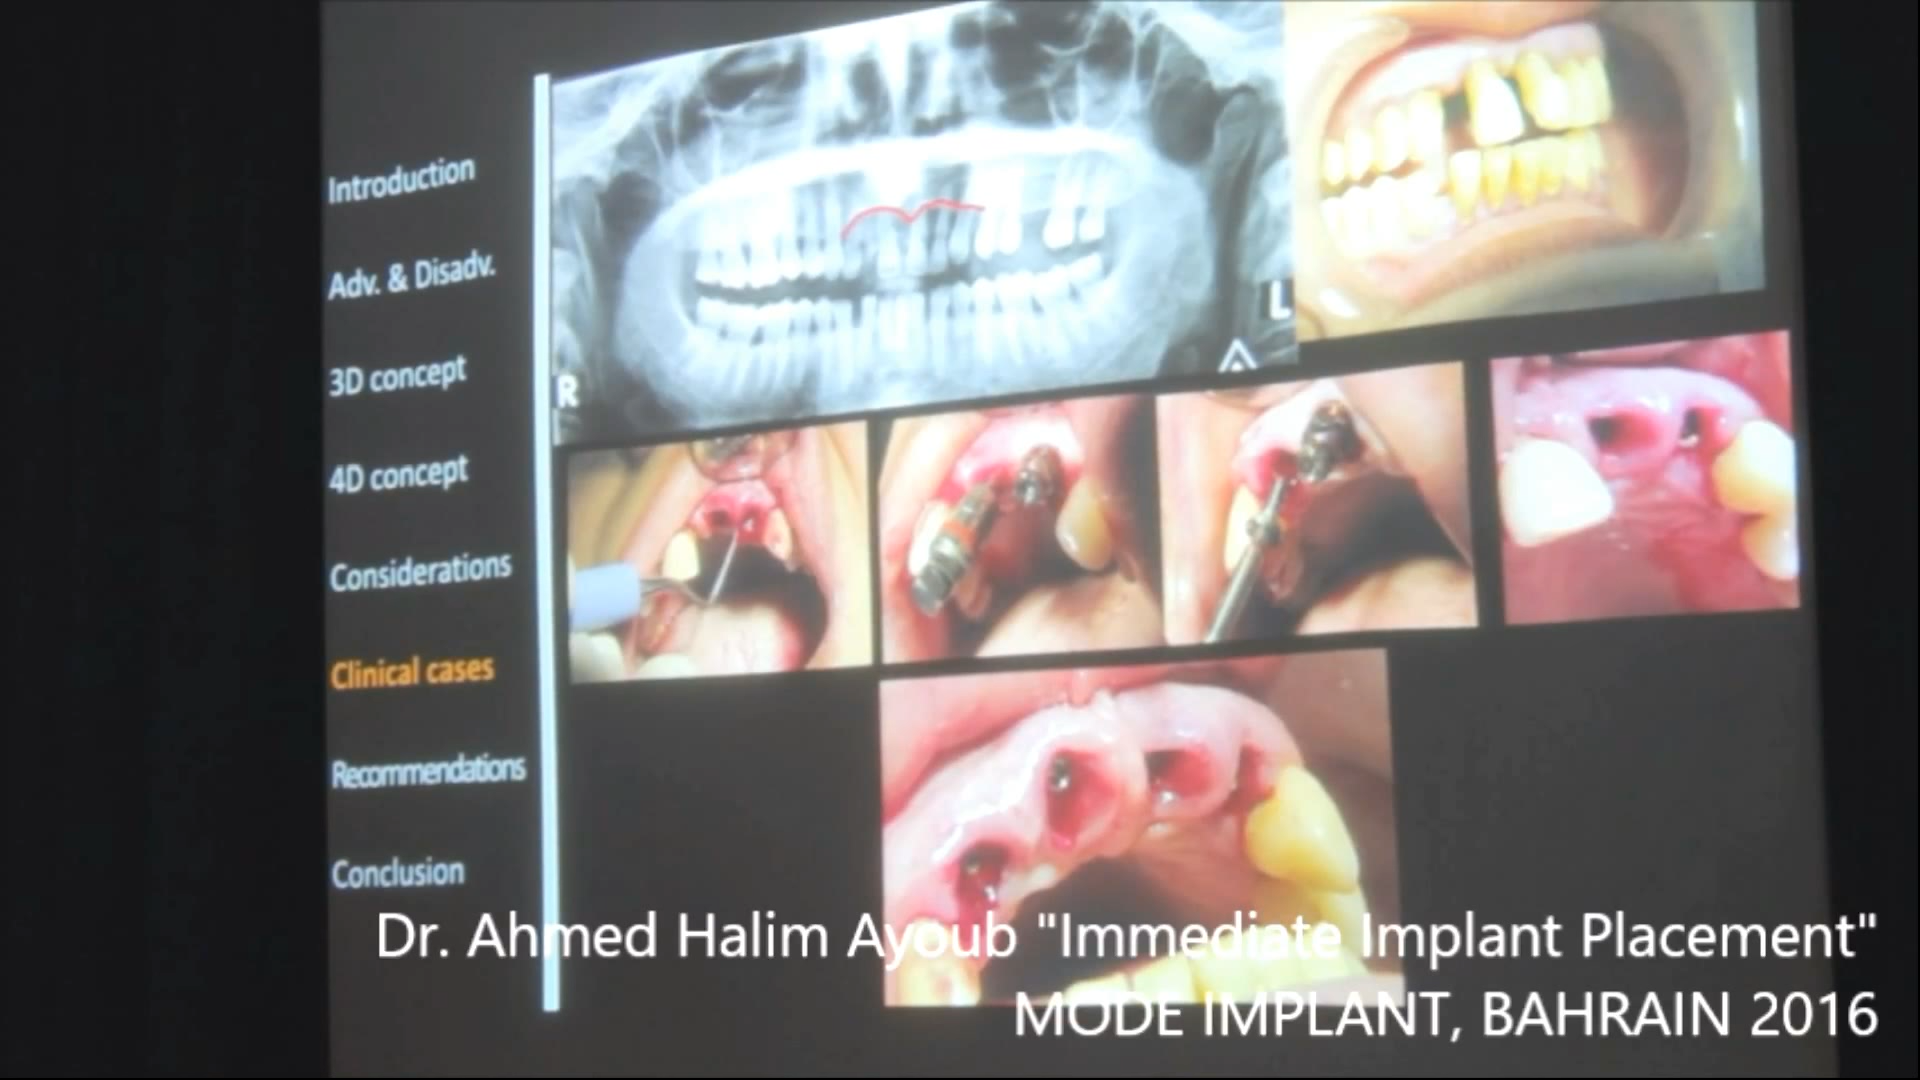 Introduction
Adv. & Disadv.
3D concept
4D concept
Considerations
Clinical cases
Recommendations
Conclusion
R
L
Dr. Ahmed Halim Ayoub "Immediate Implant Placement"
MODE IMPLANT, BAHRAIN 2016